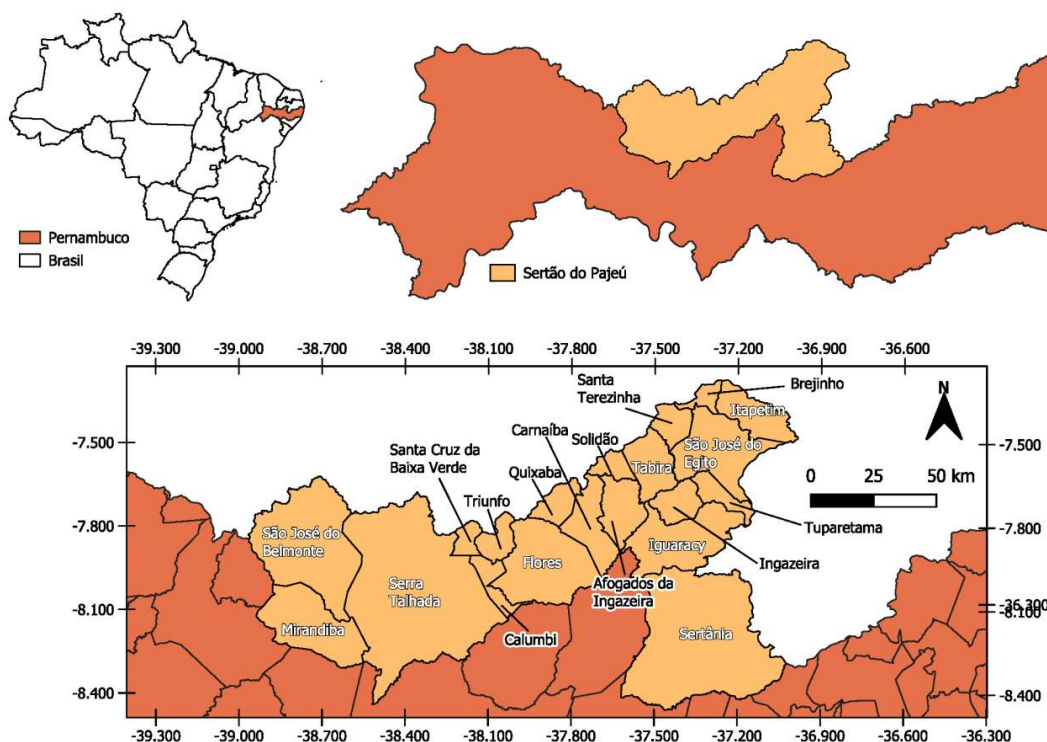 Pernambuco
Brasil
Sertão do Pajeú
-39.300 -39.000 -38.700 -38.400 -38.100 -37.800 -37.500 -37.200 -36.900 -36.600
N
Santa
Terezinha
Brejinho
Itapetim
Carnaíba
Solidão
São José do
Egito
-7.500
-7.500
Santa Cruz da
Baixa Verde
Quixaba
Tabira
0 25 50 km
Triunfo
Tuparetama
-7.800
-7.800
São José do
Belmonte
Flores
Iguaracy
Ingazeira
Serra
Talhada
Afogados da
Ingazeira
-8.100
-36.300
-8.100
Mirandiba
Calumbi
Sertânia
-8.400
-8.400
-39.300 -39.000 -38.700 -38.400 -38.100 -37.800 -37.500 -37.200 -36.900 -36.600 -36.300